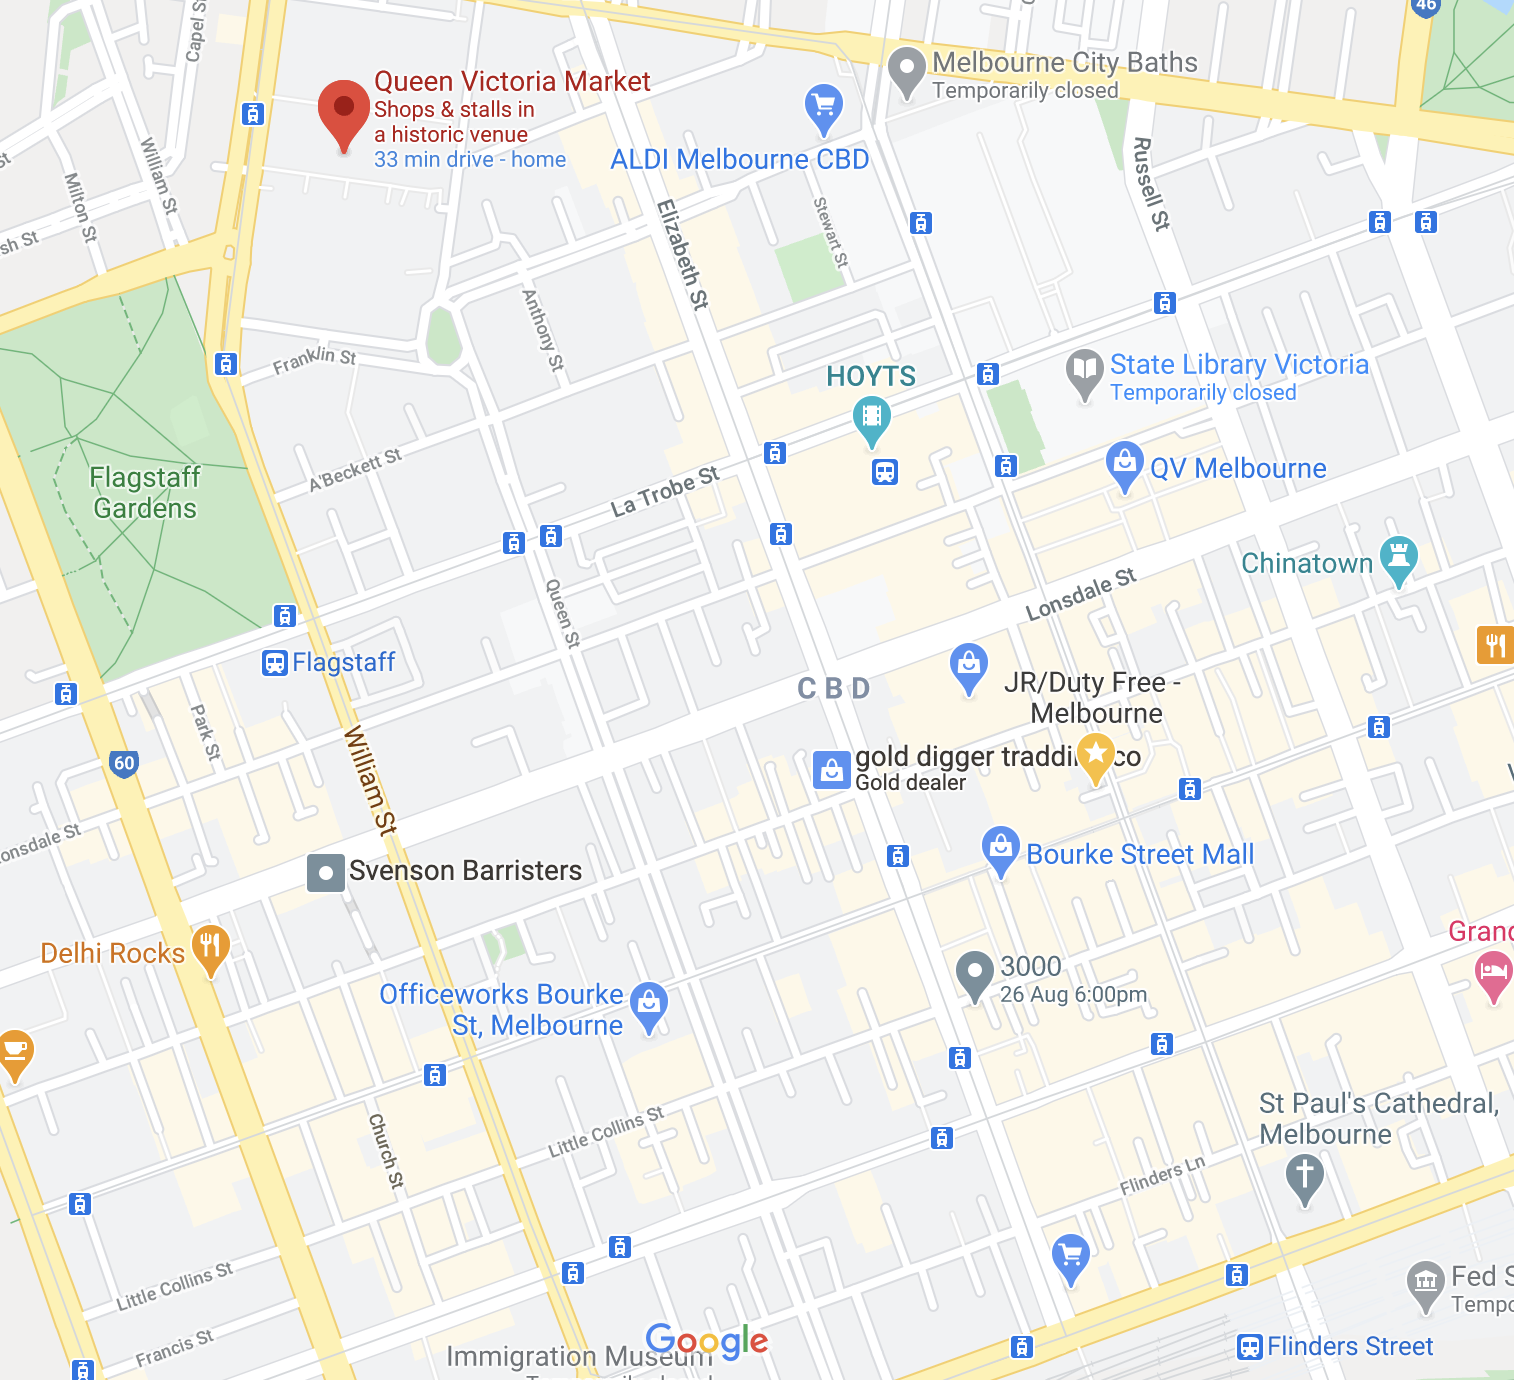 46
Capel St
Melbourne City Baths
Temporarily closed
Queen Victoria Market
Shops & stalls in
a historic venue
33 min drive - home
ALDI Melbourne CBD
William St
Milton St
Russell St
Elizabeth St
Stewart St
sh St
St
Anthony St
Franklin St
HOYTS
State Library Victoria
Temporarily closed
A'Beckett St
La Trobe St
QV Melbourne
Flagstaff
Gardens
Chinatown
Lonsdale St
Queen St
Flagstaff
CBD
JR/Duty Free -
Melbourne
Park St
William St
60
gold digger traddi co
Gold dealer
onsdale St
Svenson Barristers
Bourke Street Mall
Delhi Rocks
Grand
3000
26 Aug 6:00pm
Officeworks Bourke
St, Melbourne
Church St
Little Collins St
St Paul's Cathedral,
Melbourne
Flinders Ln
Little Collins St
Fed S
Tempo
Francis St
Google
Immigration Museum
Flinders Street